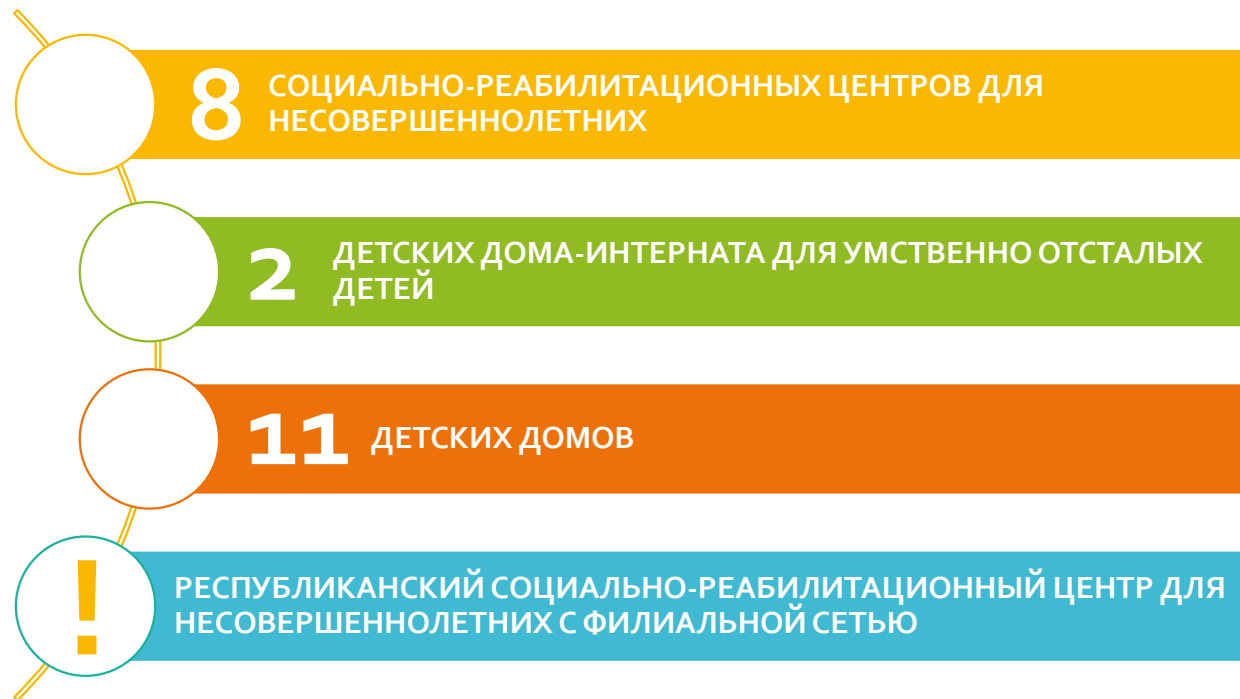 8 СОЦИАЛЬНО-РЕАБИЛИТАЦИОННЫХ ЦЕНТРОВ ДЛЯ
НЕСОВЕРШЕННОЛЕТНИХ
2 ДЕТСКИХ ДОМА-ИНТЕРНАТА ДЛЯ УМСТВЕННО ОТСТАЛЫХ
ДЕТЕЙ
11 ДЕТСКИХ ДОМОВ
! РЕСПУБЛИКАНСКИЙ СОЦИАЛЬНО-РЕАБИЛИТАЦИОННЫЙ ЦЕНТР ДЛЯ
НЕСОВЕРШЕННОЛЕТНИХ С ФИЛИАЛЬНОЙ СЕТЬЮ